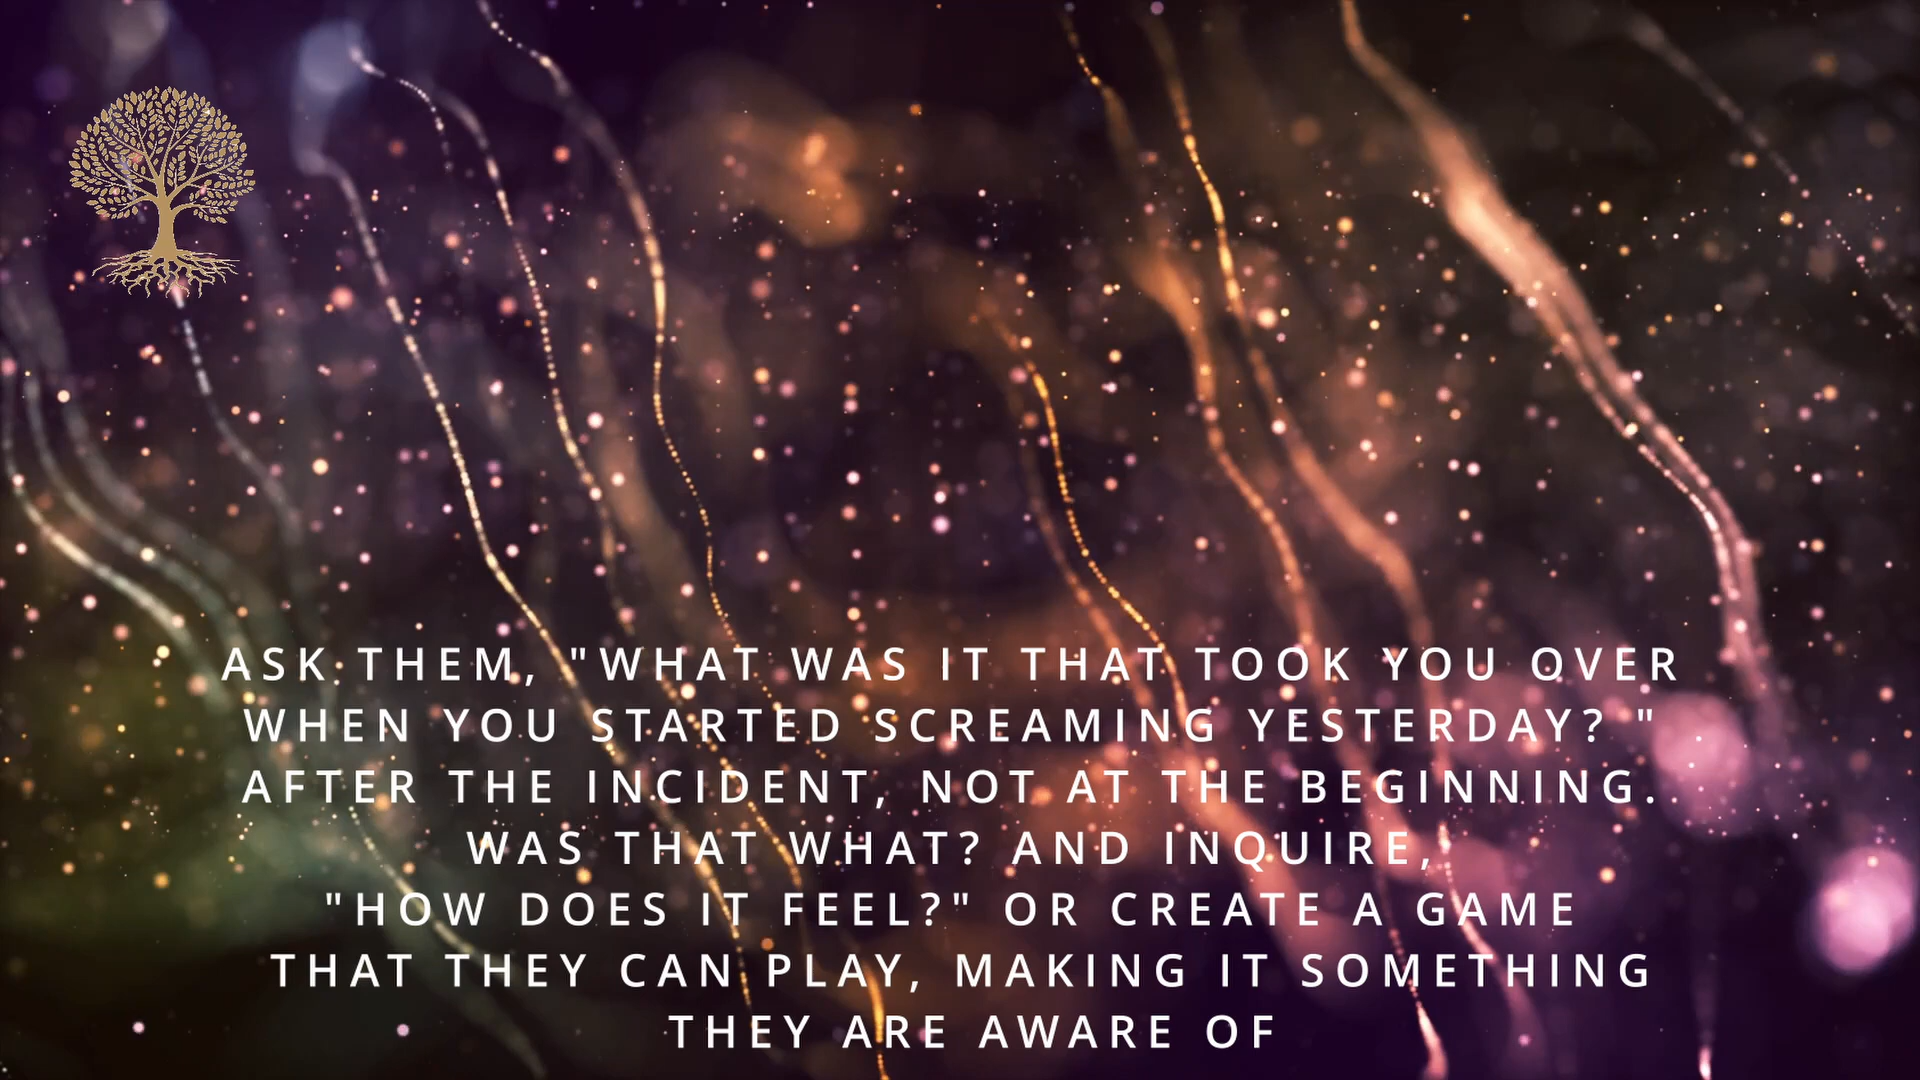 ASK THEM, "WHAT WAS IT THAT TOOK YOU OVER
WHEN YOU STARTED SCREAMING YESTERDAY? "
AFTER THE INCIDENT, NOT AT THE BEGINNING.
WAS THAT WHAT? AND INQUIRE,
"HOW DOES IT FEEL?" OR CREATE A GAME
THAT THEY CAN PLAY, MAKING IT SOMETHING
THEY ARE AWARE OF